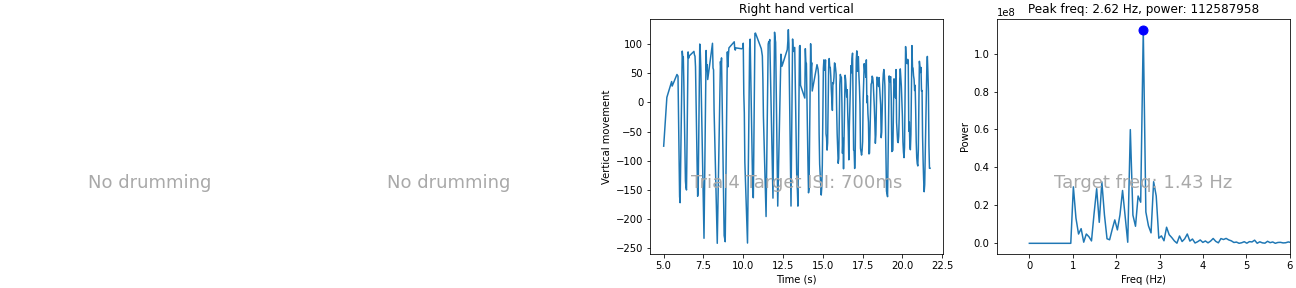 No drumming
No drumming
Right hand vertical
Vertical movement
100
50
0
−50
−100
−150
−200
−250
Trial 4 Target ISI: 700ms
5.0 7.5 10.0 12.5 15.0 17.5 20.0 22.5
Time (s)
Peak freq: 2.62 Hz, power: 112587958
1e8
Power
1.0
0.8
0.6
0.4
0.2
0.0
Target freq: 1.43 Hz
0 1 2 3 4 5 6
Freq (Hz)